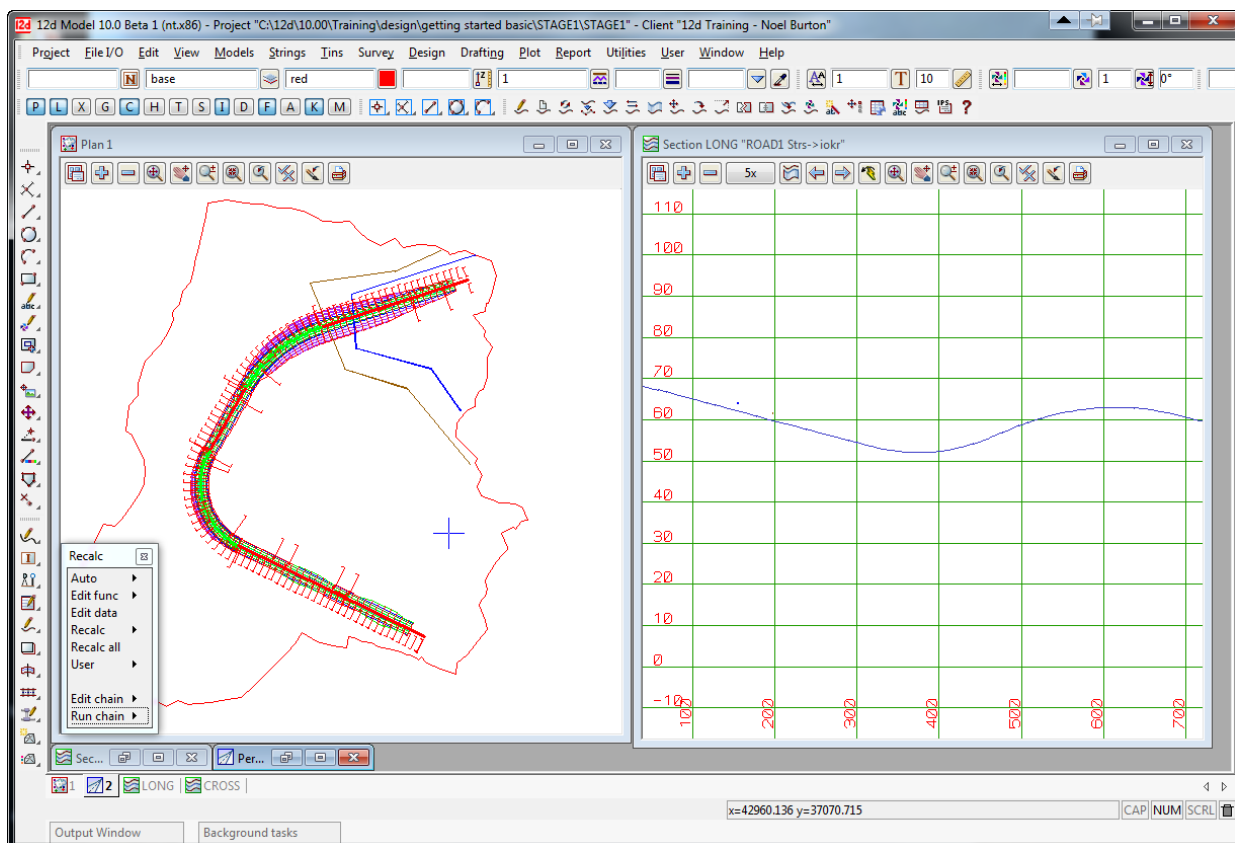 12d 12d Model 10.0 Beta 1 (nt.x86) - Project "C:\12d\10.00\Training\design\getting started basic\STAGE1\STAGE1" - Client "12d Training - Noel Burton"
Project File I/O Edit View Models Strings Tins Survey Design Drafting Plot Report Utilities User Window Help
N base red 1 1 T 10 1 0°
P L X G C H T S I D F A K M
Plan 1
Section LONG "ROAD1 Strs->iokr"
5x
110
100
90
80
70
60
50
40
30
20
10
0
-10
100 200 300 400 500 600 700
abc
Recalc
Auto
Edit func
Edit data
Recalc
Recalc all
User
Edit chain
Run chain
Sec... Per...
1 2 LONG CROSS
x=42960.136 y=37070.715 CAP NUM SCRL
Output Window Background tasks